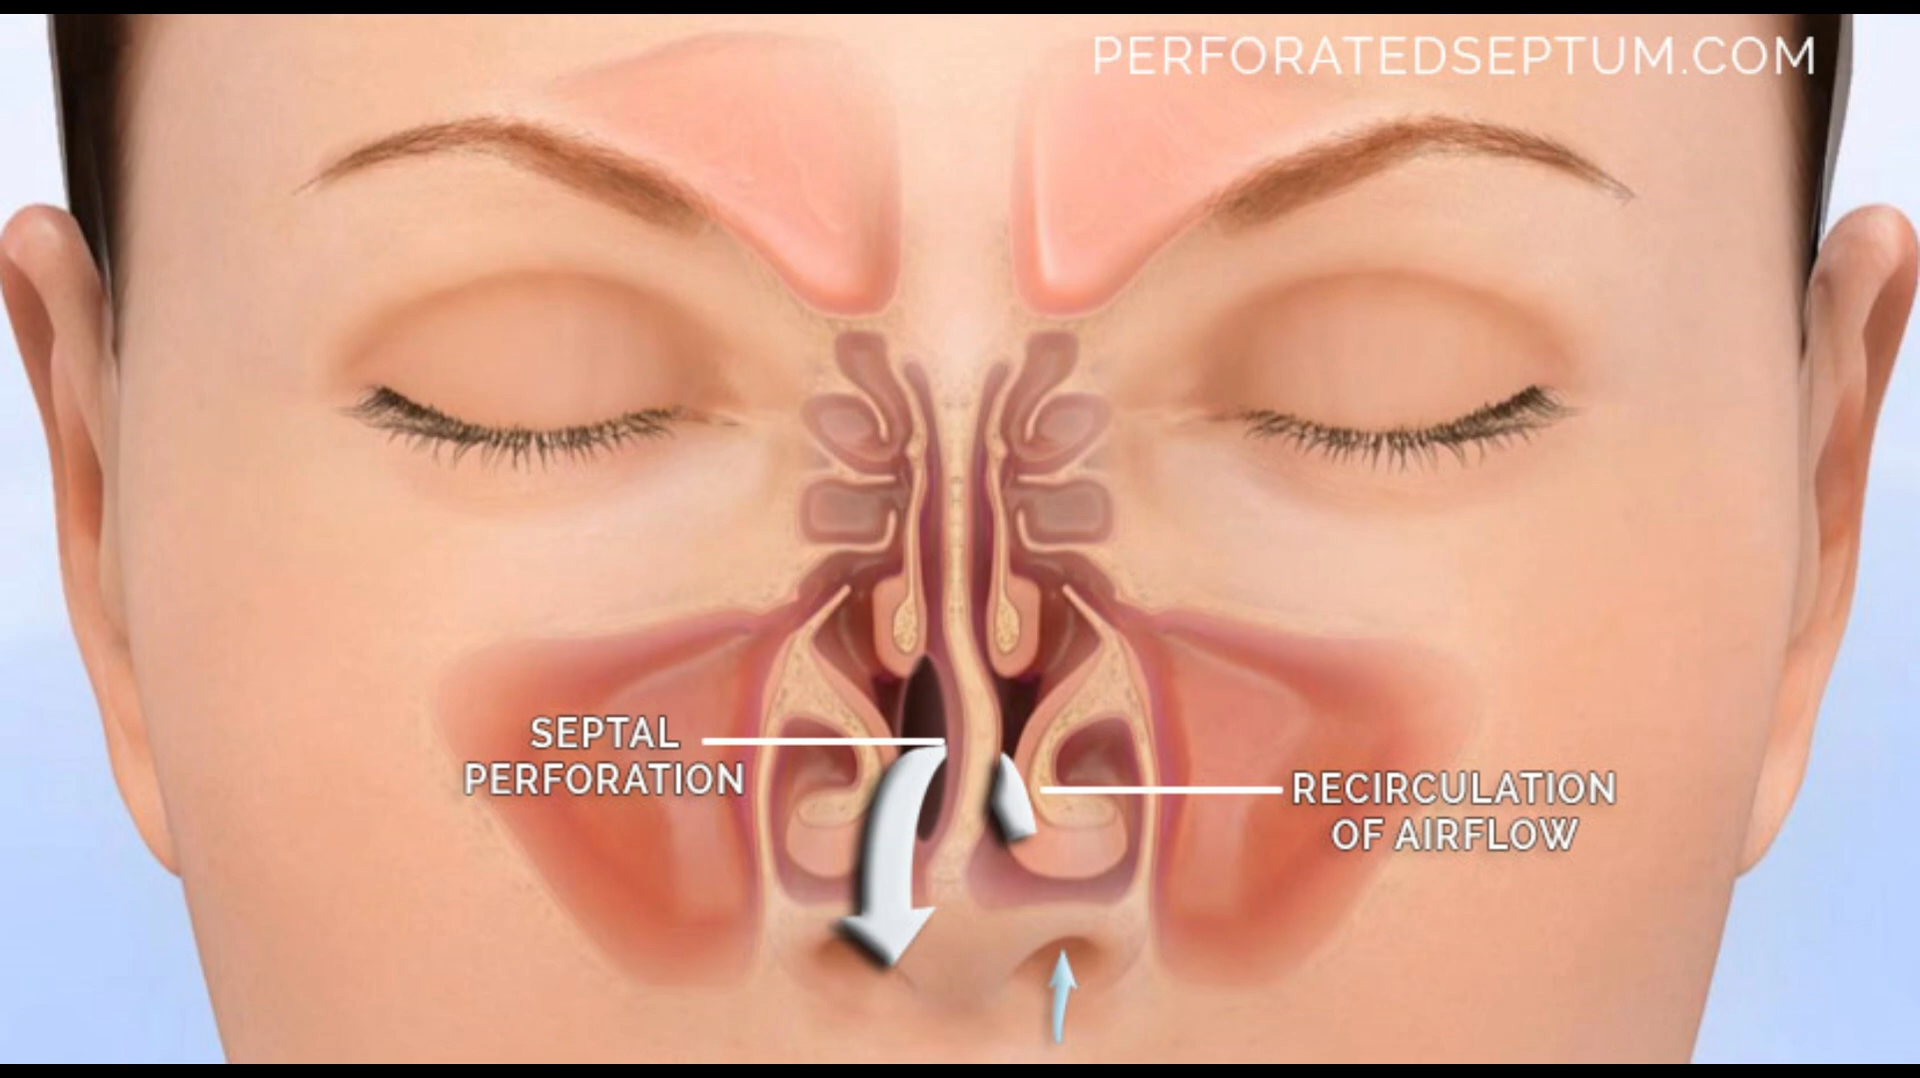 PERFORATEDSEPTUM.COM
SEPTAL
PERFORATION
RECIRCULATION
OF AIRFLOW